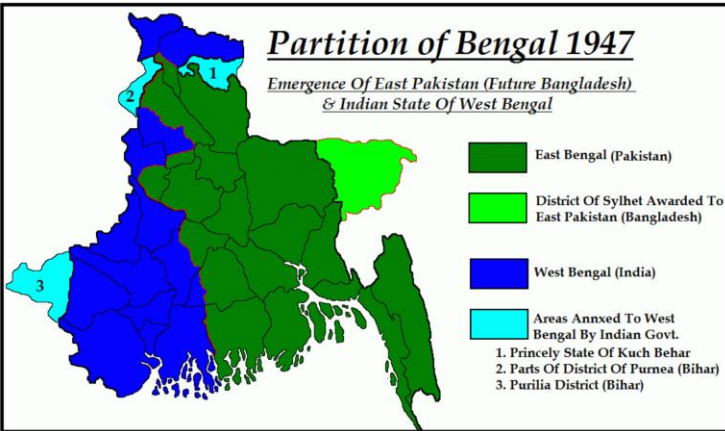 Partition of Bengal 1947
Emergence Of East Pakistan (Future Bangladesh)
& Indian State Of West Bengal
1
2
3
East Bengal (Pakistan)
District Of Sylhet Awarded To
East Pakistan (Bangladesh)
West Bengal (India)
Areas Annxed To West
Bengal By Indian Govt.
1. Princely State Of Kuch Behar
2. Parts Of District Of Purnea (Bihar)
3. Purilia District (Bihar)